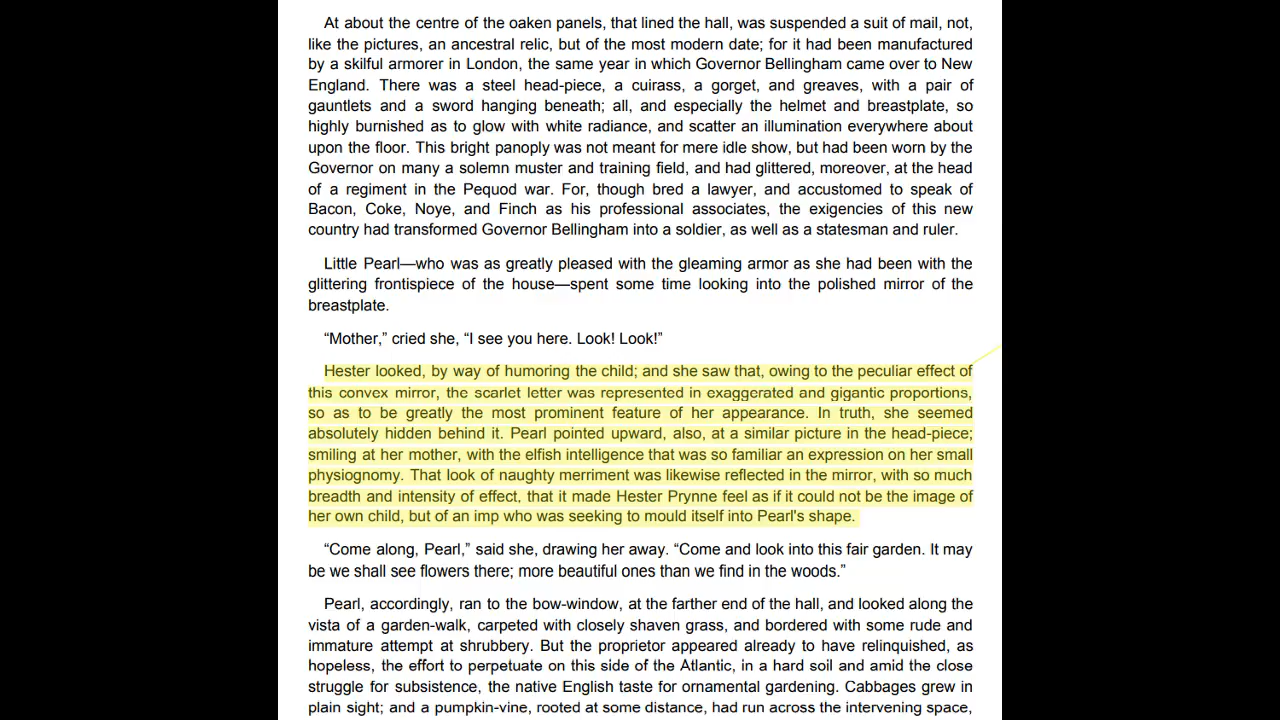 At about the centre of the oaken panels, that lined the hall, was suspended a suit of mail, not,
like the pictures, an ancestral relic, but of the most modern date; for it had been manufactured
by a skilful armorer in London, the same year in which Governor Bellingham came over to New
England. There was a steel head-piece, a cuirass, a gorget, and greaves, with a pair of
gauntlets and a sword hanging beneath; all, and especially the helmet and breastplate, so
highly burnished as to glow with white radiance, and scatter an illumination everywhere about
upon the floor. This bright panoply was not meant for mere idle show, but had been worn by the
Governor on many a solemn muster and training field, and had glittered, moreover, at the head
of a regiment in the Pequod war. For, though bred a lawyer, and accustomed to speak of
Bacon, Coke, Noye, and Finch as his professional associates, the exigencies of this new
country had transformed Governor Bellingham into a soldier, as well as a statesman and ruler.
Little Pearl—who was as greatly pleased with the gleaming armor as she had been with the
glittering frontispiece of the house—spent some time looking into the polished mirror of the
breastplate.
“Mother,” cried she, “I see you here. Look! Look!”
Hester looked, by way of humoring the child; and she saw that, owing to the peculiar effect of
this convex mirror, the scarlet letter was represented in exaggerated and gigantic proportions,
so as to be greatly the most prominent feature of her appearance. In truth, she seemed
absolutely hidden behind it. Pearl pointed upward, also, at a similar picture in the head-piece;
smiling at her mother, with the elfish intelligence that was so familiar an expression on her small
physiognomy. That look of naughty merriment was likewise reflected in the mirror, with so much
breadth and intensity of effect, that it made Hester Prynne feel as if it could not be the image of
her own child, but of an imp who was seeking to mould itself into Pearl's shape.
“Come along, Pearl,” said she, drawing her away. “Come and look into this fair garden. It may
be we shall see flowers there; more beautiful ones than we find in the woods.”
Pearl, accordingly, ran to the bow-window, at the farther end of the hall, and looked along the
vista of a garden-walk, carpeted with closely shaven grass, and bordered with some rude and
immature attempt at shrubbery. But the proprietor appeared already to have relinquished, as
hopeless, the effort to perpetuate on this side of the Atlantic, in a hard soil and amid the close
struggle for subsistence, the native English taste for ornamental gardening. Cabbages grew in
plain sight; and a pumpkin-vine, rooted at some distance, had run across the intervening space,